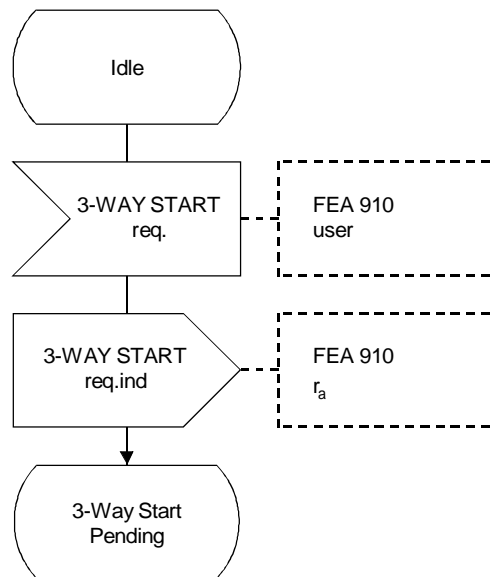 Idle
3-WAY START
req.
FEA 910
user
3-WAY START
req.ind
FEA 910
rₐ
3-Way Start
Pending